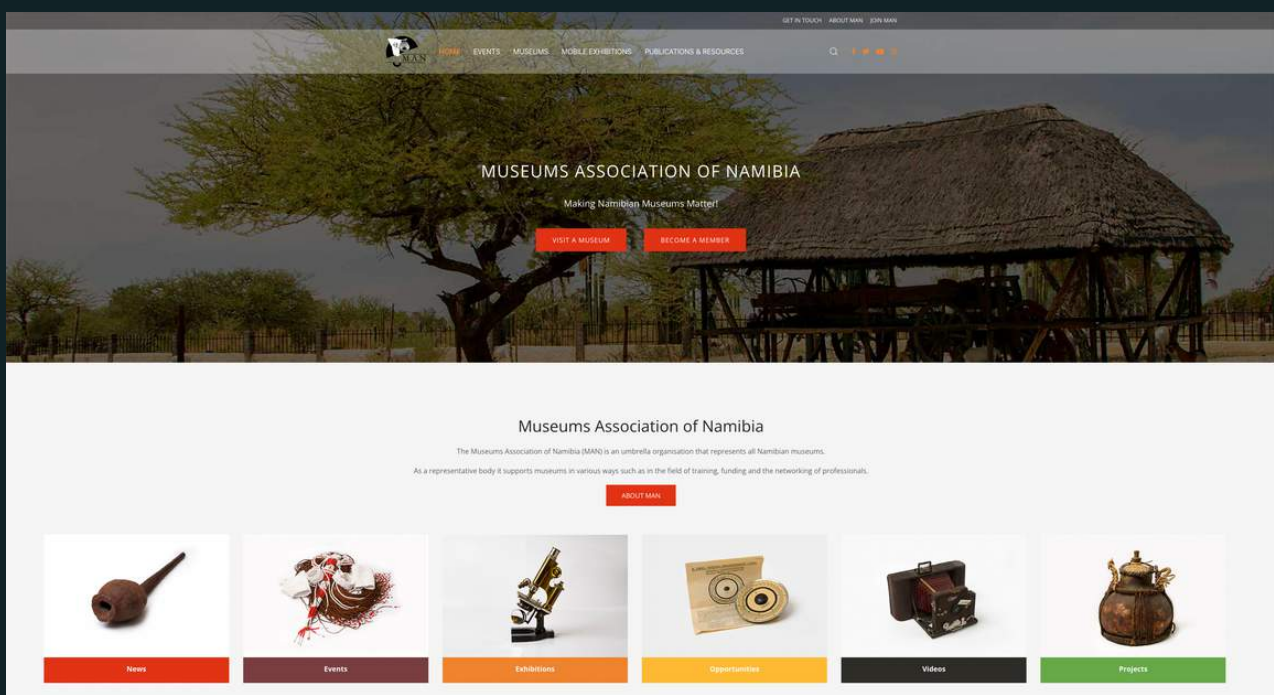 GET IN TOUCH ABOUT MAN JOIN MAN
MAN
HOME EVENTS MUSEUMS MOBILE EXHIBITIONS PUBLICATIONS & RESOURCES
MUSEUMS ASSOCIATION OF NAMIBIA
Making Namibian Museums Matter!
VISIT A MUSEUM BECOME A MEMBER
Museums Association of Namibia
The Museums Association of Namibia (MAN) is an umbrella organisation that represents all Namibian museums.
As a representative body it supports museums in various ways such as in the field of training, funding and the networking of professionals.
ABOUT MAN
News Events Exhibitions Opportunities Videos Projects